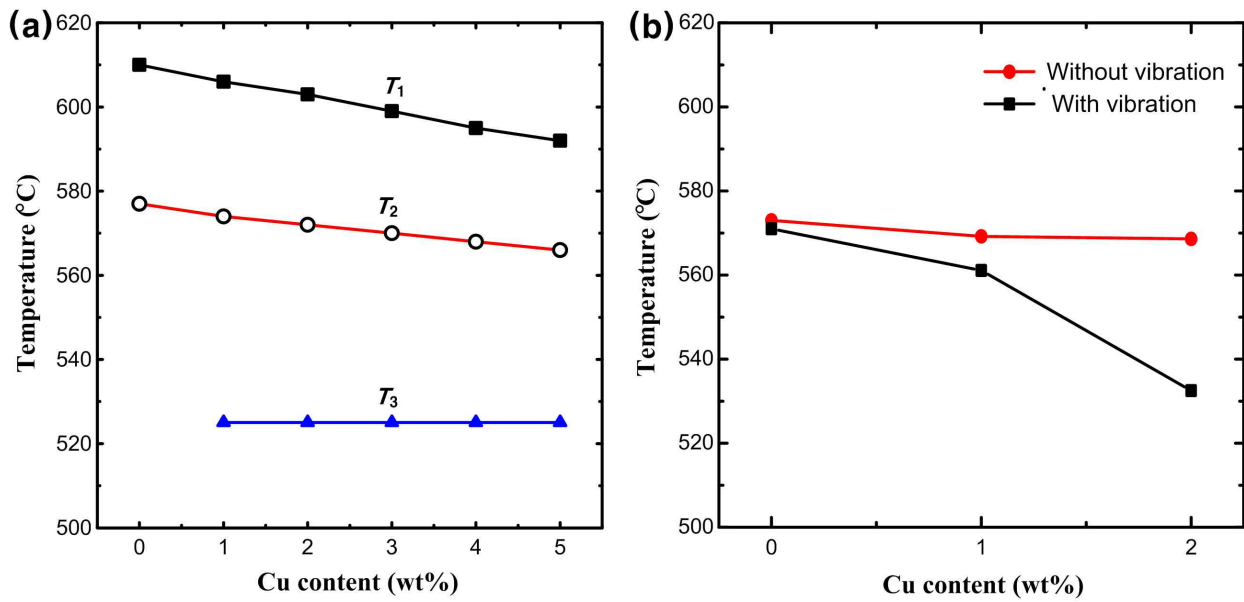 (a)
620
600
580
560
540
520
500
Temperature (℃)
T1
T2
T3
0 1 2 3 4 5
Cu content (wt%)
(b)
620
600
580
560
540
520
500
Temperature (℃)
Without vibration
With vibration
0 1 2
Cu content (wt%)